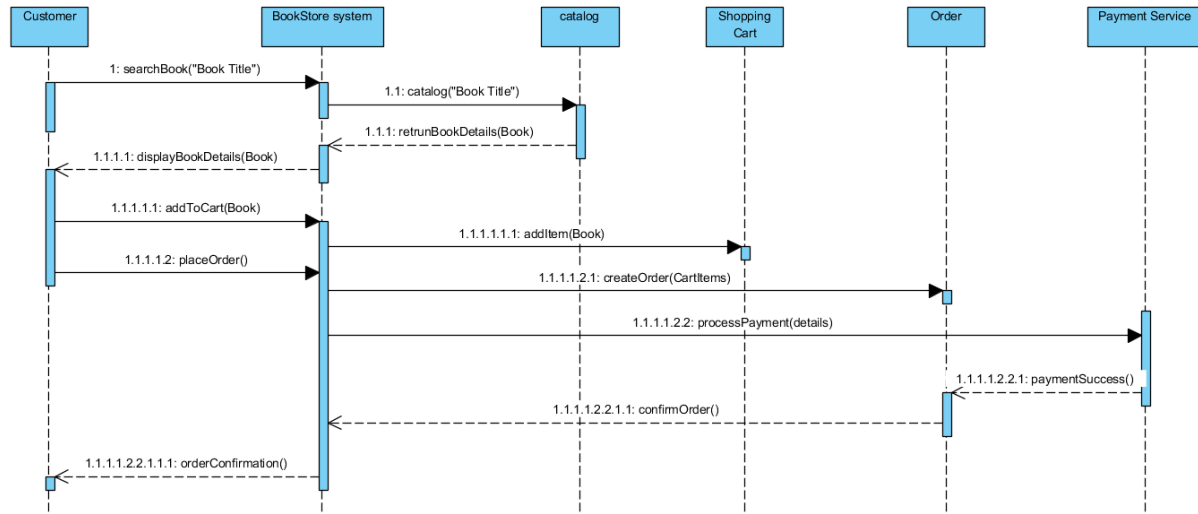 Customer
BookStore system
catalog
Shopping
Cart
Order
Payment Service
1: searchBook("Book Title")
1.1: catalog("Book Title")
1.1.1: retrunBookDetails(Book)
1.1.1.1: displayBookDetails(Book)
1.1.1.1.1: addToCart(Book)
1.1.1.1.1.1: addItem(Book)
1.1.1.1.2: placeOrder()
1.1.1.1.2.1: createOrder(CartItems)
1.1.1.1.2.2: processPayment(details)
1.1.1.1.2.2.1: paymentSuccess()
1.1.1.1.2.2.1.1: confirmOrder()
1.1.1.1.2.2.1.1.1: orderConfirmation()